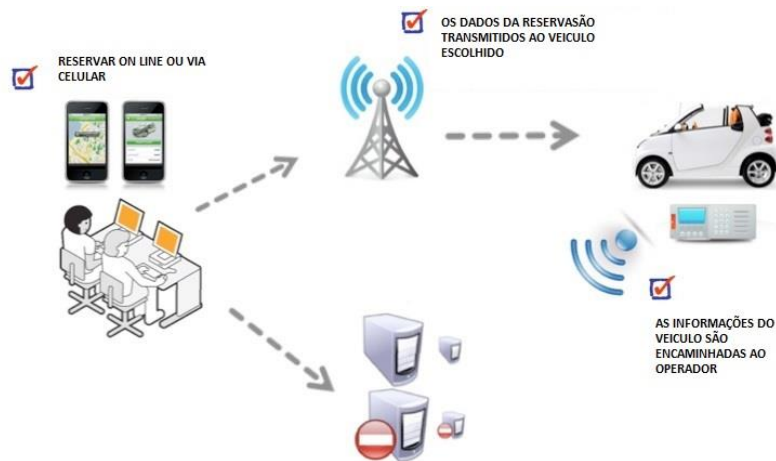 RESERVAR ON LINE OU VIA
CELULAR
OS DADOS DA RESERVASÃO
TRANSMITIDOS AO VEICULO
ESCOLHIDO
AS INFORMAÇÕES DO
VEICULO SÃO
ENCAMINHADAS AO
OPERADOR